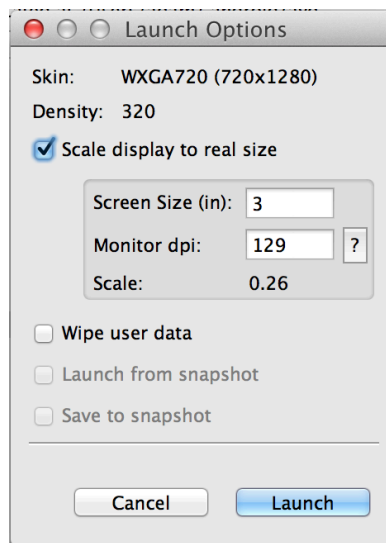 Launch Options
Skin: WXGA720 (720x1280)
Density: 320
Scale display to real size
Screen Size (in): 3
Monitor dpi: 129 ?
Scale: 0.26
Wipe user data
Launch from snapshot
Save to snapshot
Cancel Launch